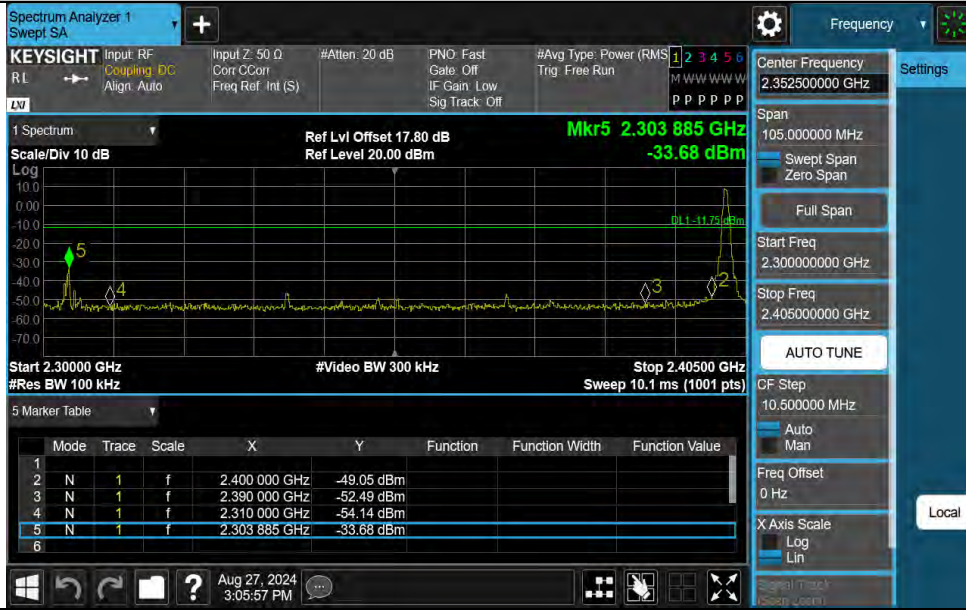 Spectrum Analyzer 1
Swept SA
+
Frequency
KEYSIGHT
RL
LXI
Input: RF
Coupling: DC
Align: Auto
Input Z: 50 Ω
Corr CCorr
Freq Ref: Int (S)
#Atten: 20 dB
PNO: Fast
Gate: Off
IF Gain: Low
Sig Track: Off
#Avg Type: Power (RMS
Trig: Free Run
1 2 3 4 5 6
M W W W W W
P P P P P P
1 Spectrum
Scale/Div 10 dB
Ref Lvl Offset 17.80 dB
Ref Level 20.00 dBm
Mkr5 2.303 885 GHz
-33.68 dBm
Log
10.0
0.00
-10.0
-20.0
-30.0
-40.0
-50.0
-60.0
-70.0
DL1 -11.75 dBm
5
4
3
2
Start 2.30000 GHz
#Res BW 100 kHz
#Video BW 300 kHz
Stop 2.40500 GHz
Sweep 10.1 ms (1001 pts)
5 Marker Table
Mode Trace Scale X Y Function Function Width Function Value
1
2 N 1 f 2.400 000 GHz -49.05 dBm
3 N 1 f 2.390 000 GHz -52.49 dBm
4 N 1 f 2.310 000 GHz -54.14 dBm
5 N 1 f 2.303 885 GHz -33.68 dBm
6
?
Aug 27, 2024
3:05:57 PM
Center Frequency
2.352500000 GHz
Span
105.000000 MHz
Swept Span
Zero Span
Full Span
Start Freq
2.300000000 GHz
Stop Freq
2.405000000 GHz
AUTO TUNE
CF Step
10.500000 MHz
Auto
Man
Freq Offset
0 Hz
X Axis Scale
Log
Lin
Signal Track
(Span Zoom)
Settings
Local